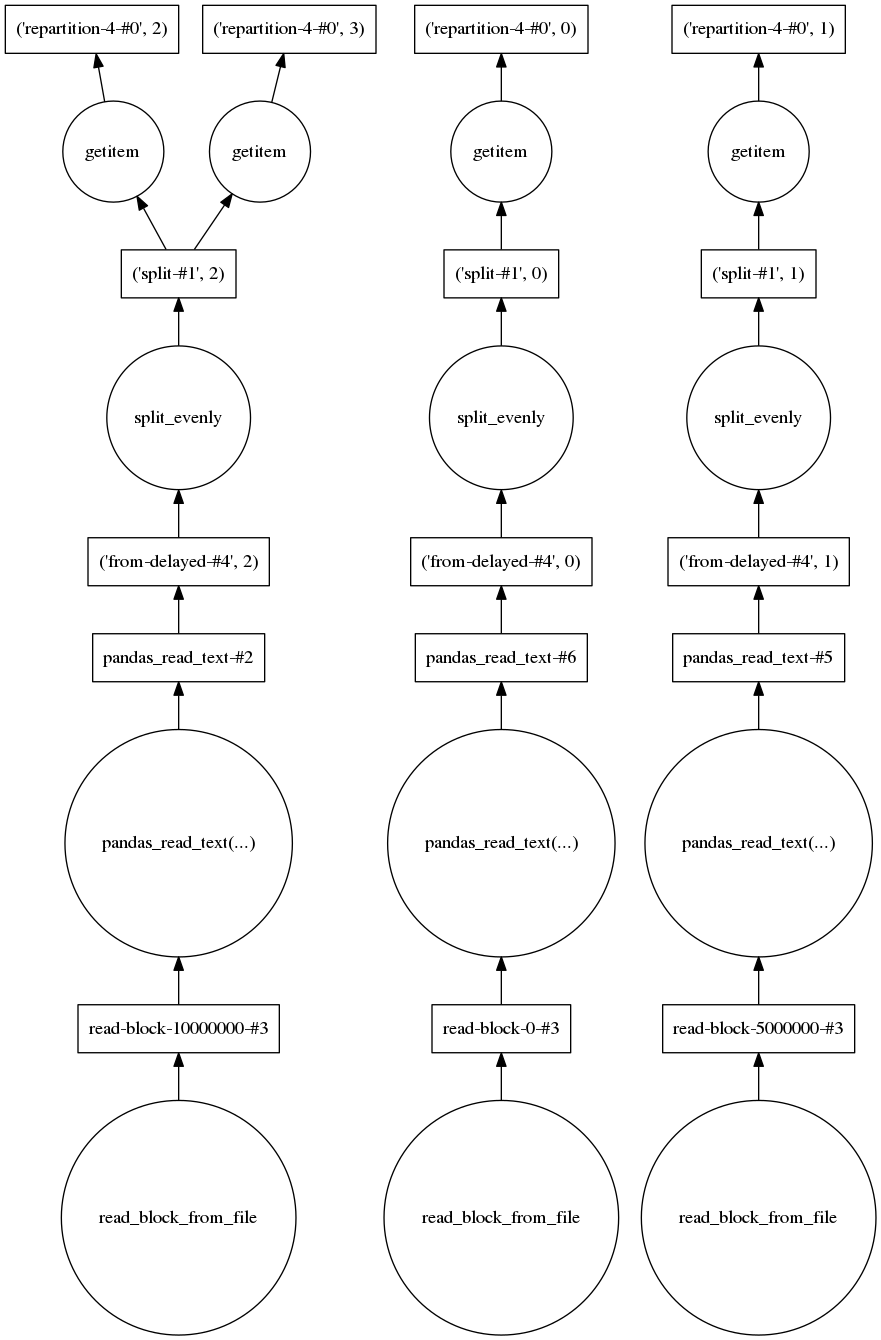 ('repartition-4-#0', 2)
('repartition-4-#0', 3)
('repartition-4-#0', 0)
('repartition-4-#0', 1)
getitem
getitem
getitem
getitem
('split-#1', 2)
('split-#1', 0)
('split-#1', 1)
split_evenly
split_evenly
split_evenly
('from-delayed-#4', 2)
('from-delayed-#4', 0)
('from-delayed-#4', 1)
pandas_read_text-#2
pandas_read_text-#6
pandas_read_text-#5
pandas_read_text(...)
pandas_read_text(...)
pandas_read_text(...)
read-block-10000000-#3
read-block-0-#3
read-block-5000000-#3
read_block_from_file
read_block_from_file
read_block_from_file